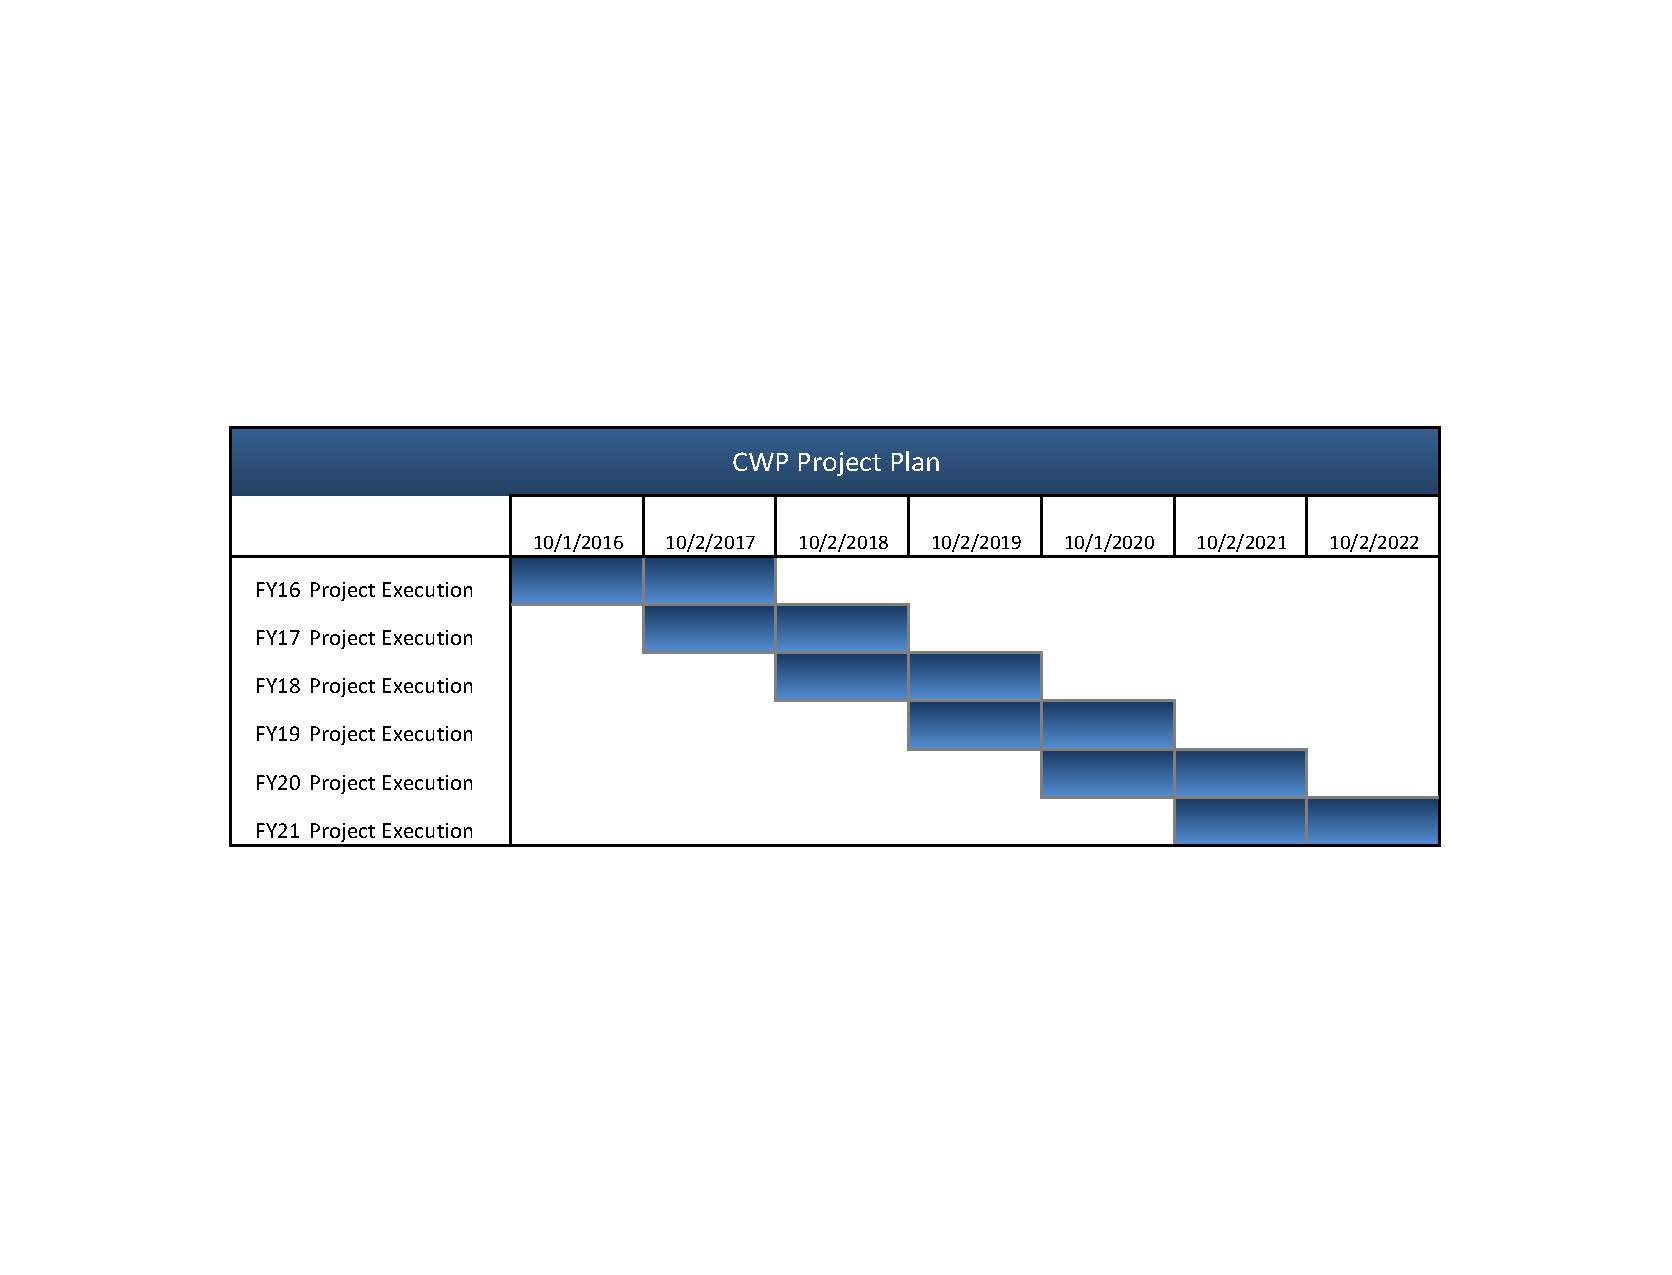 CWP Project Plan
10/1/2016 10/2/2017 10/2/2018 10/2/2019 10/1/2020 10/2/2021 10/2/2022
FY16 Project Execution
FY17 Project Execution
FY18 Project Execution
FY19 Project Execution
FY20 Project Execution
FY21 Project Execution